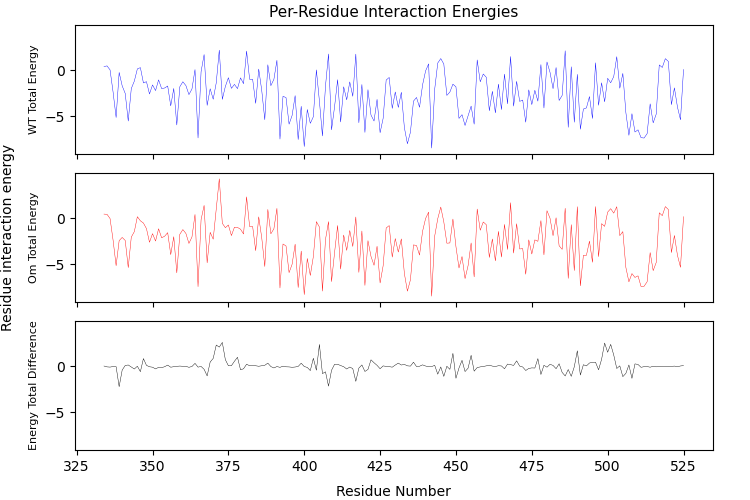 Per-Residue Interaction Energies
Residue interaction energy
WT Total Energy
0
−5
Om Total Energy
0
−5
Energy Total Difference
0
−5
325 350 375 400 425 450 475 500 525
Residue Number